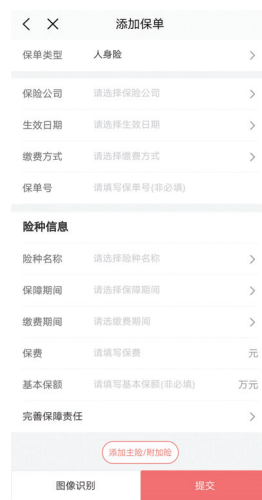 添加保单
保单类型 人身险
保险公司 请选择保险公司
生效日期 请选择生效日期
缴费方式 请选择缴费方式
保单号 请填写保单号(非必填)
险种信息
险种名称 请选择险种名称
保障期间 请选择保障期间
缴费期间 请选缴费期间
保费 请填写保费 元
基本保额 请填写基本保额(非必填) 万元
完善保障责任
添加主险/附加险
图像识别 提交